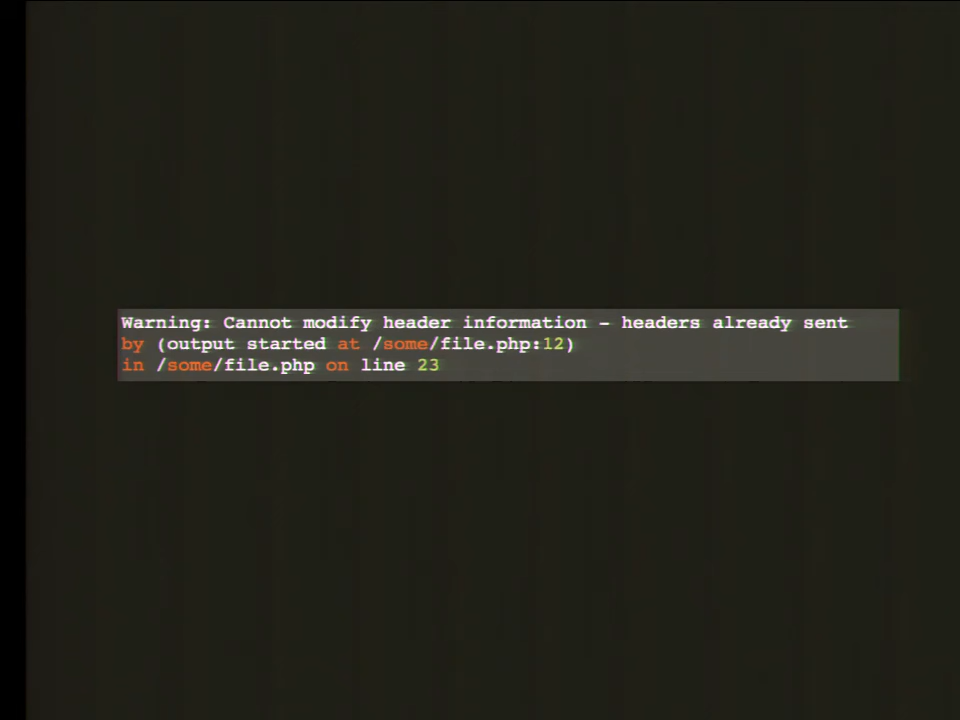 Warning: Cannot modify header information - headers already sent
by (output started at /some/file.php:12)
in /some/file.php on line 23